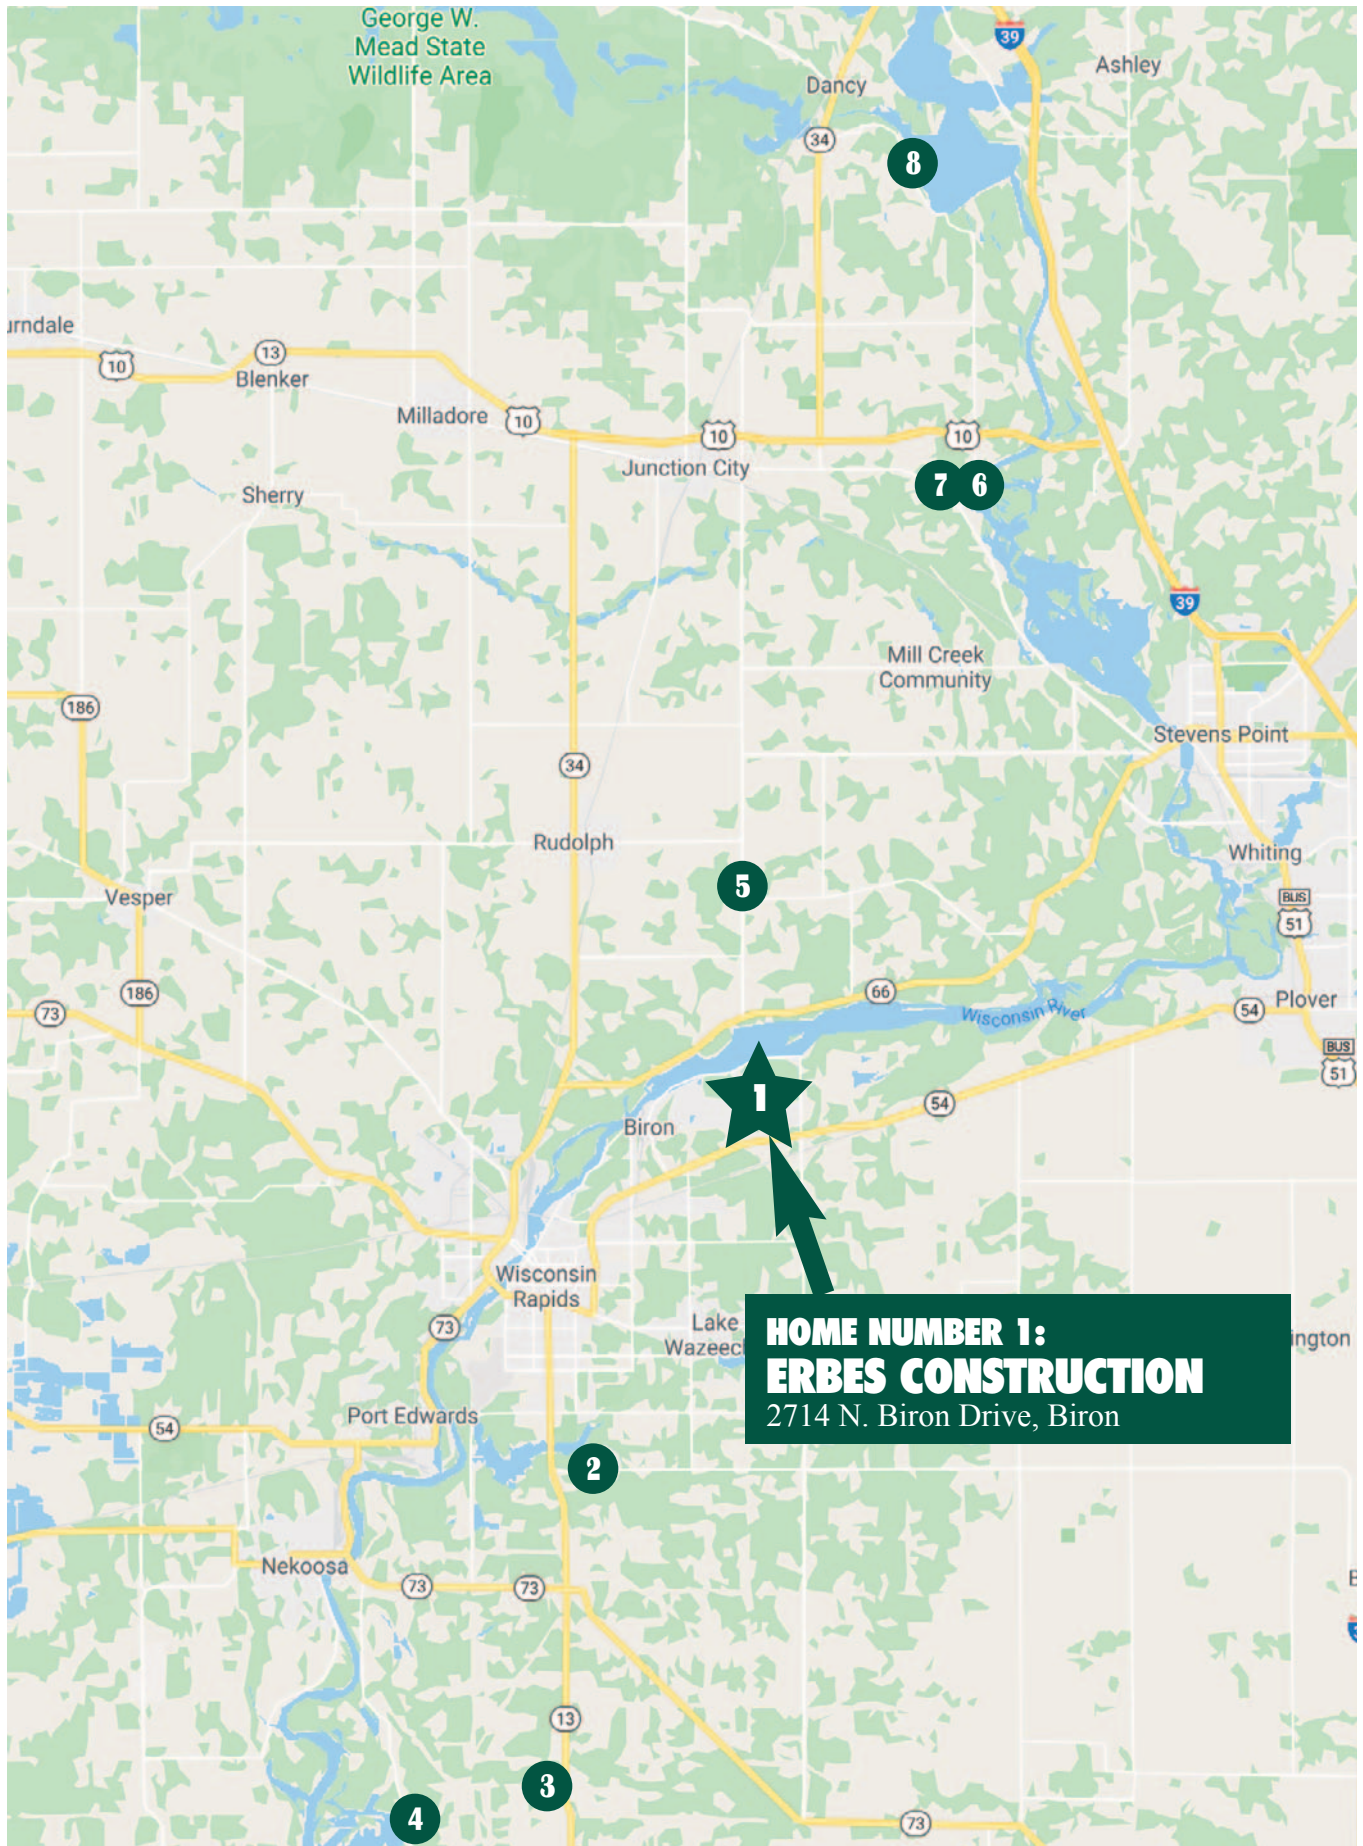 George W.
Mead State
Wildlife Area
39
Ashley
Dancy
34
8
10
13
Blenker
Milladore
10
10
10
Junction City
7
6
Sherry
39
Mill Creek
Community
186
Stevens Point
34
Rudolph
Whiting
5
Vesper
BUS
51
186
66
73
Wisconsin River
54
Plover
BUS
51
1
54
Biron
Wisconsin
Rapids
73
Lake
HOME NUMBER 1:
ERBES CONSTRUCTION
2714 N. Biron Drive, Biron
Port Edwards
54
2
Nekoosa
73
73
13
3
4
73